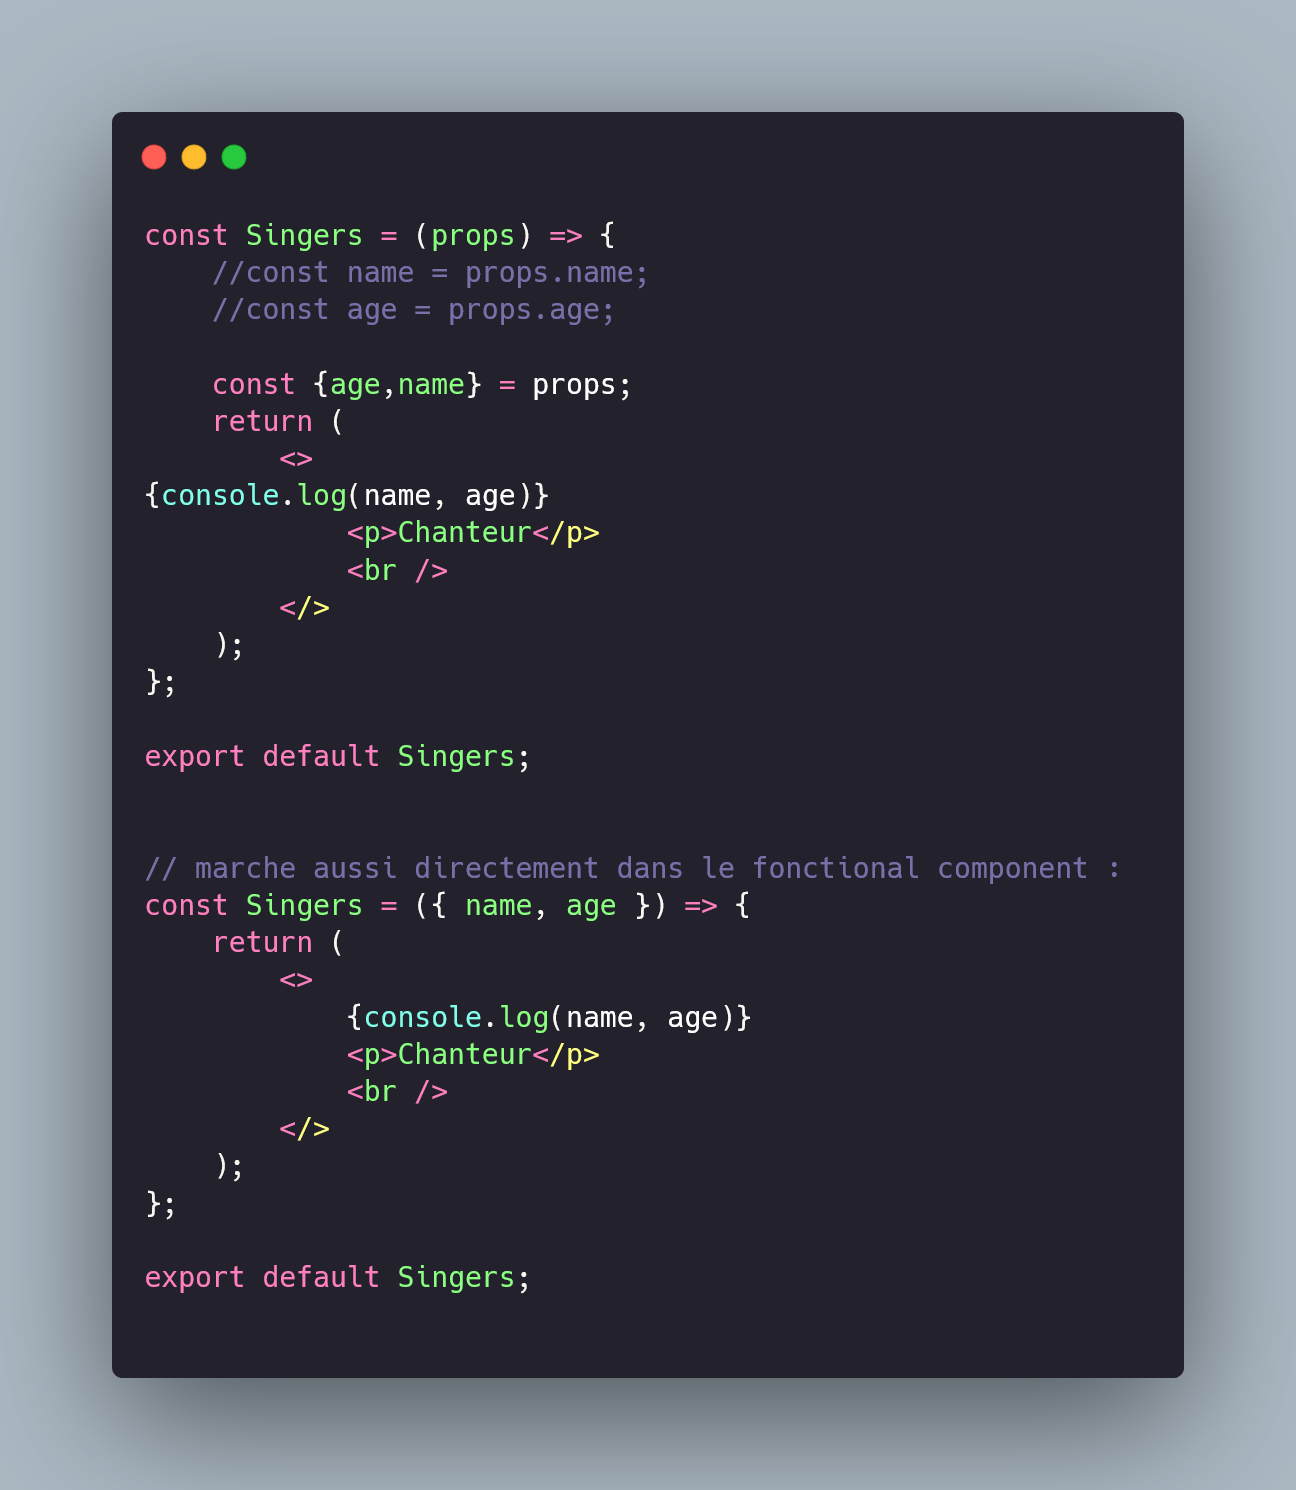 const Singers = (props) => {
    //const name = props.name;
    //const age = props.age;

    const {age,name} = props;
    return (
        <>
{console.log(name, age)}
            <p>Chanteur</p>
            <br />
        </>
    );
};

export default Singers;


// marche aussi directement dans le fonctional component :
const Singers = ({ name, age }) => {
    return (
        <>
            {console.log(name, age)}
            <p>Chanteur</p>
            <br />
        </>
    );
};

export default Singers;